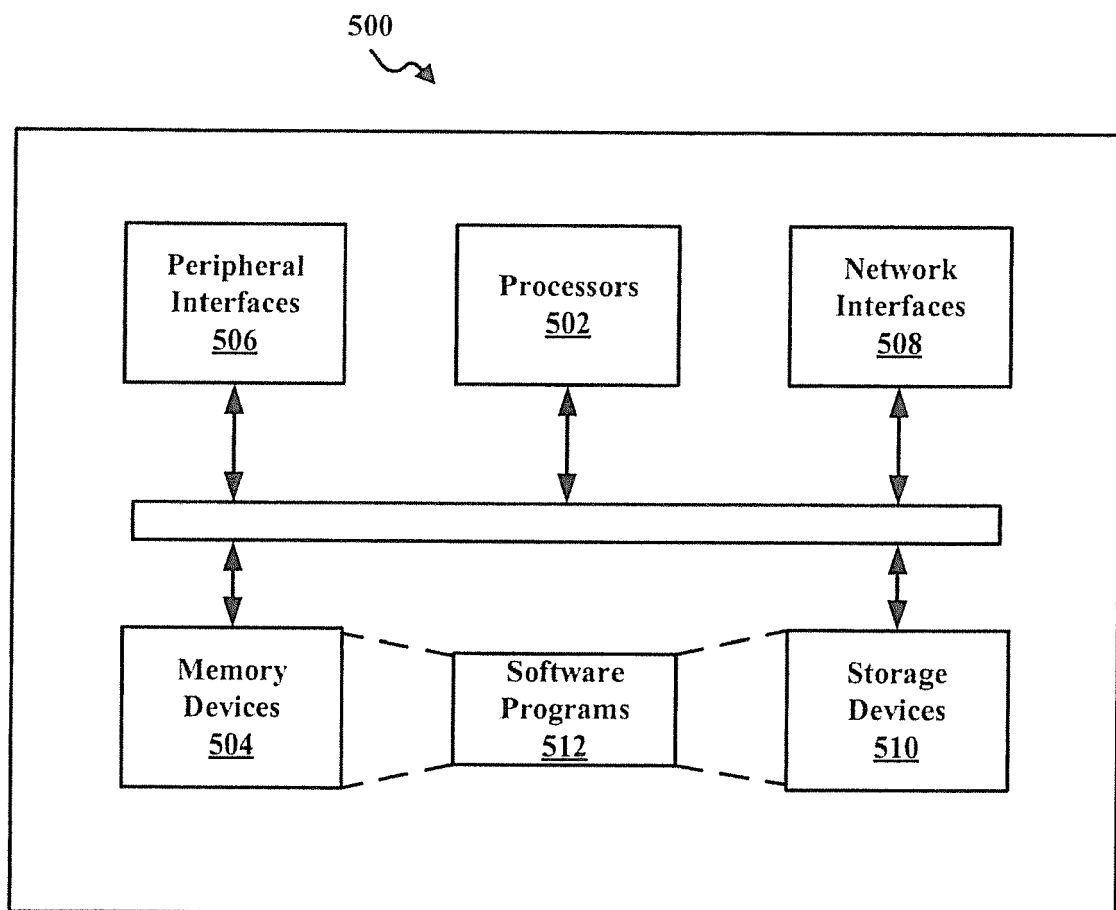 500
Peripheral
Interfaces
506
Processors
502
Network
Interfaces
508
Memory
Devices
504
Software
Programs
512
Storage
Devices
510